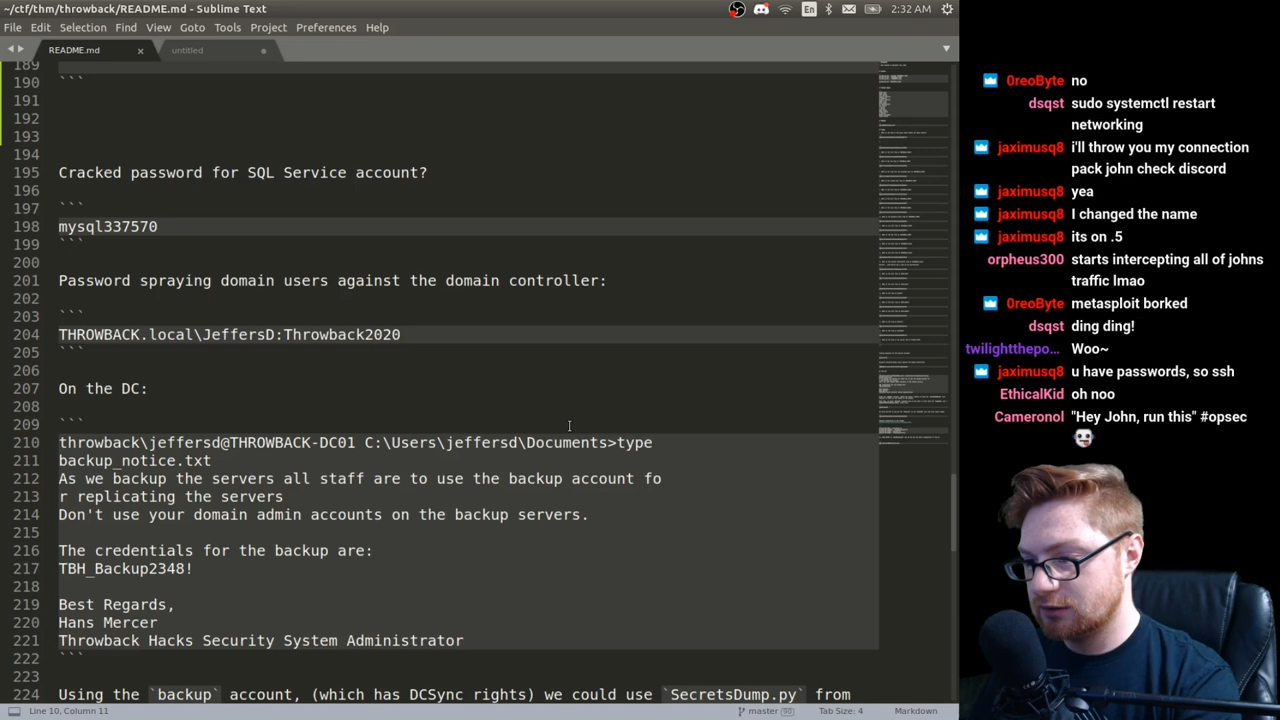 ~/ctf/thm/throwback/README.md - Sublime Text
En
2:32 AM
File Edit Selection Find View Goto Tools Project Preferences Help
README.md
untitled
189
190 ```
191
192
193
194
195 Cracked password for SQL Service account?
196
197 ```
198 mysql337570
199 ```
200
201 Password sprayed domain users against the main controller:
202
203 ```
204 THROWBACK.local\jeffersd:Throwback2020
205 ```
206
207 On the DC:
208
209 ```
210 throwback\jeffersd@THROWBACK-DC01 C:\Users\jeffersd\Documents>type
211 backup_notice.txt
212 As we backup the servers all staff are to use the backup account fo
213 r replicating the servers
214 Don't use your domain admin accounts on the backup servers.
215
216 The credentials for the backup are:
217 TBH_Backup2348!
218
219 Best Regards,
220 Hans Mercer
221 Throwback Hacks Security System Administrator
222 ```
223
224 Using the `backup` account, (which has DCSync rights) we could use `SecretsDump.py` from
Line 10, Column 11
master 90
Tab Size: 4
Markdown
0reoByte no
dsqst sudo systemctl restart
networking
jaximusq8 i'll throw you my connection
pack john check discord
jaximusq8 yea
jaximusq8 I changed the name
jaximusq8 its on .5
orpheus300 starts intercepting all of johns
traffic lmao
0reoByte metasploit borked
dsqst ding ding!
twilightthepo… Woo~
jaximusq8 u have passwords, so ssh
EthicalKid oh noo
Cameronol "Hey John, run this" #opsec